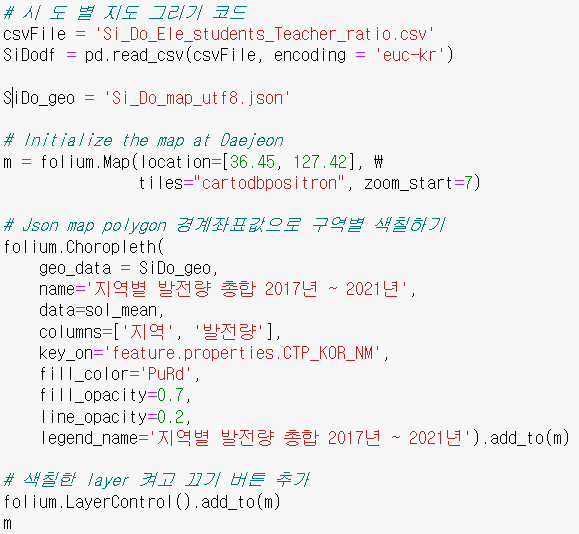 # 시 도 별 지도 그리기 코드
csvFile = 'Si_Do_Ele_students_Teacher_ratio.csv'
SiDodf = pd.read_csv(csvFile, encoding = 'euc-kr')
SiDo_geo = 'Si_Do_map_utf8.json'
# Initialize the map at Daejeon
m = folium.Map(location=[36.45, 127.42], ₩
tiles="cartodbpositron", zoom_start=7)
# Json map polygon 경계좌표값으로 구역별 색칠하기
folium.Choropleth(
geo_data = SiDo_geo,
name='지역별 발전량 총합 2017년 ~ 2021년',
data=sol_mean,
columns=['지역', '발전량'],
key_on='feature.properties.CTP_KOR_NM',
fill_color='PuRd',
fill_opacity=0.7,
line_opacity=0.2,
legend_name='지역별 발전량 총합 2017년 ~ 2021년').add_to(m)
# 색칠한 layer 켜고 끄기 버튼 추가
folium.LayerControl().add_to(m)
m